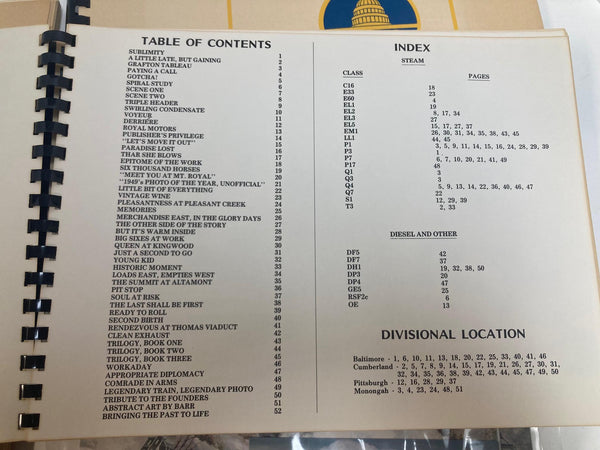 TABLE OF CONTENTS
SUBLIMITY 1
A LITTLE LATE, BUT GAINING 2
GRAFTON TABLEAU 3
PAYING A CALL 4
GOTCHA! 5
SPIRAL STUDY 6
SCENE ONE 7
SCENE TWO 8
TRIPLE HEADER 9
SWIRLING CONDENSATE 10
VOYEUR 11
DERRIÉRE 12
ROYAL MOTORS 13
PUBLISHER'S PRIVILEGE 14
"LET'S MOVE IT OUT" 15
PARADISE LOST 16
THAR SHE BLOWS 17
EPITOME OF THE WORK 18
SIX THOUSAND HORSES 19
"MEET YOU AT MT. ROYAL" 20
"1949's PHOTO OF THE YEAR, UNOFFICIAL" 21
LITTLE BIT OF EVERYTHING 22
VINTAGE WINE 23
PLEASANTNESS AT PLEASANT CREEK 24
MEMORIES 25
MERCHANDISE EAST, IN THE GLORY DAYS 26
THE OTHER SIDE OF THE STORY 27
BUT IT'S WARM INSIDE 28
BIG SIXES AT WORK 29
QUEEN AT KINGWOOD 30
JUST A SECOND TO GO 31
YOUNG KID 32
HISTORIC MOMENT 33
LOADS EAST, EMPTIES WEST 34
THE SUMMIT AT ALTAMONT 35
PIT STOP 36
SOUL AT RISK 37
THE LAST SHALL BE FIRST 38
READY TO ROLL 39
SECOND BIRTH 40
RENDEZVOUS AT THOMAS VIADUCT 41
CLEAN EXHAUST 42
TRILOGY, BOOK ONE 43
TRILOGY, BOOK TWO 44
TRILOGY, BOOK THREE 45
WORKADAY 46
APPROPRIATE DIPLOMACY 47
COMRADE IN ARMS 48
LEGENDARY TRAIN, LEGENDARY PHOTO 49
TRIBUTE TO THE FOUNDERS 50
ABSTRACT ART BY BARR 51
BRINGING THE PAST TO LIFE 52
INDEX
STEAM
CLASS PAGES
C16 18
E33 23
E60 4
EL1 19
EL2 8, 17, 34
EL3 27
EL5 15, 17, 27, 37
EM1 26, 30, 31, 34, 35, 38, 43, 45
LL1 44, 45
P1 3, 5, 9, 11, 14, 15, 16, 24, 28, 29, 39
P3 1
P7 6, 7, 10, 20, 21, 41, 49
P17 48
Q1 3
Q3 3
Q4 5, 9, 13, 14, 22, 36, 40, 46, 47
Q7 22
S1 12, 29, 39
T3 2, 33
DIESEL AND OTHER
DF5 42
DF7 37
DH1 19, 32, 38, 50
DP3 20
DP4 47
GE5 25
RSF2c 6
OE 13
DIVISIONAL LOCATION
Baltimore - 1, 6, 10, 11, 13, 18, 20, 22, 25, 33, 40, 41, 46
Cumberland - 2, 5, 7, 8, 9, 14, 15, 17, 19, 21, 26, 27, 30, 31,
32, 34, 35, 36, 38, 39, 42, 43, 44, 45, 47, 49, 50
Pittsburgh - 12, 16, 28, 29, 37
Monongah - 3, 4, 23, 24, 48, 51